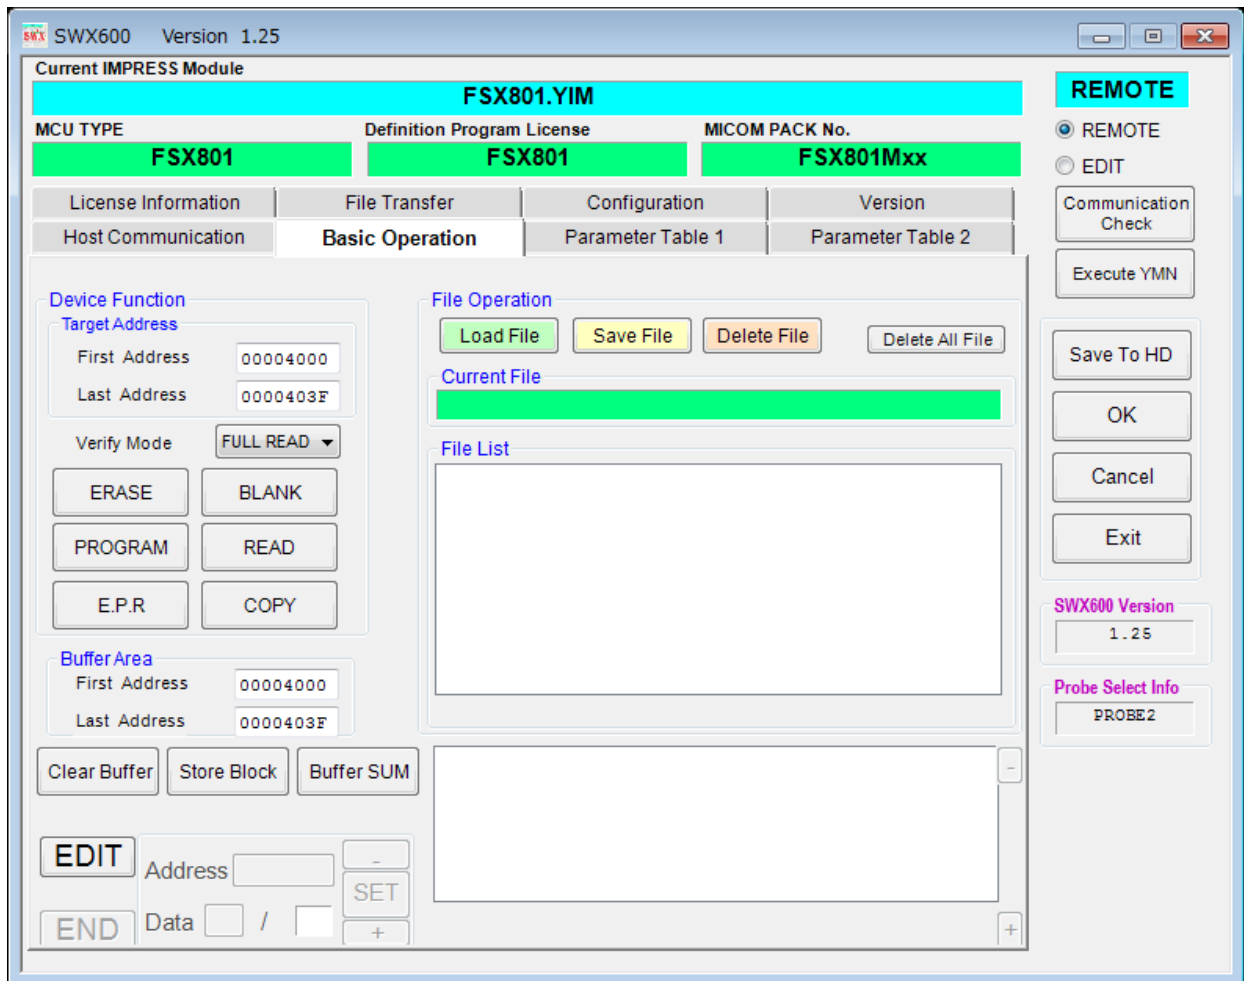 SWX SWX600 Version 1.25
Current IMPRESS Module
FSX801.YIM
MCU TYPE Definition Program License MICOM PACK No.
FSX801 FSX801 FSX801Mxx
License Information File Transfer Configuration Version
Host Communication Basic Operation Parameter Table 1 Parameter Table 2
Device Function
Target Address
First Address 00004000
Last Address 0000403F
Verify Mode FULL READ
ERASE BLANK
PROGRAM READ
E.P.R COPY
Buffer Area
First Address 00004000
Last Address 0000403F
Clear Buffer Store Block Buffer SUM
EDIT
Address -
SET
END Data / +
File Operation
Load File Save File Delete File Delete All File
Current File
File List
-
+
REMOTE
REMOTE
EDIT
Communication
Check
Execute YMN
Save To HD
OK
Cancel
Exit
SWX600 Version
1.25
Probe Select Info
PROBE2